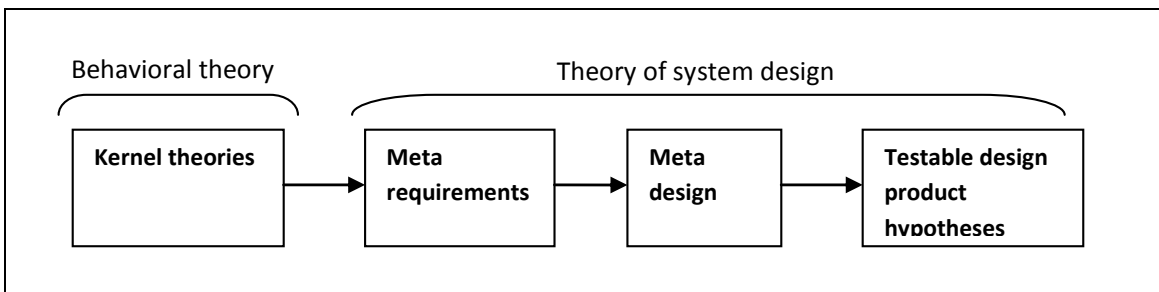 Behavioral theory
Theory of system design
Kernel theories
Meta
requirements
Meta
design
Testable design
product
hypotheses